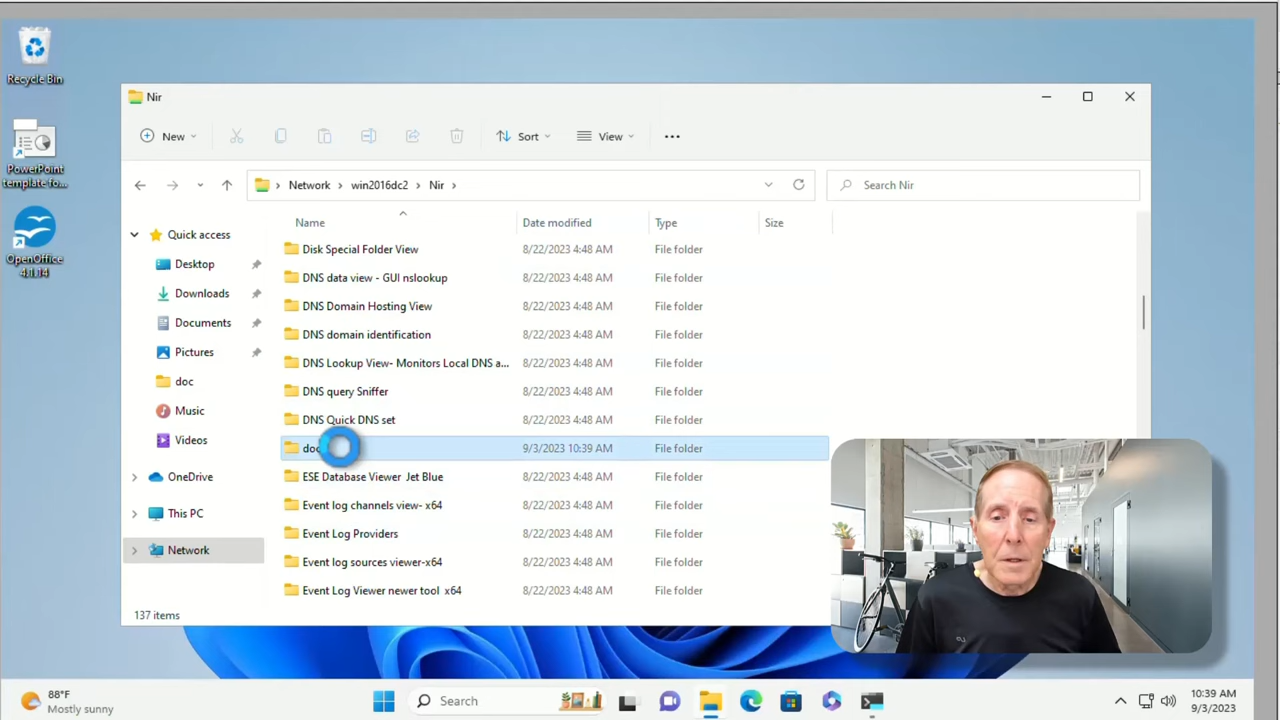 Recycle Bin
PowerPoint
template fo...
OpenOffice
4.1.14
Nir
New
Sort
View
Network
win2016dc2
Nir
Search Nir
Name
Date modified
Type
Size
Quick access
Desktop
Downloads
Documents
Pictures
doc
Music
Videos
OneDrive
This PC
Network
Disk Special Folder View 8/22/2023 4:48 AM File folder
DNS data view - GUI nslookup 8/22/2023 4:48 AM File folder
DNS Domain Hosting View 8/22/2023 4:48 AM File folder
DNS domain identification 8/22/2023 4:48 AM File folder
DNS Lookup View- Monitors Local DNS a... 8/22/2023 4:48 AM File folder
DNS query Sniffer 8/22/2023 4:48 AM File folder
DNS Quick DNS set 8/22/2023 4:48 AM File folder
doc 9/3/2023 10:39 AM File folder
ESE Database Viewer Jet Blue 8/22/2023 4:48 AM File folder
Event log channels view- x64 8/22/2023 4:48 AM File folder
Event Log Providers 8/22/2023 4:48 AM File folder
Event log sources viewer-x64 8/22/2023 4:48 AM File folder
Event Log Viewer newer tool x64 8/22/2023 4:48 AM File folder
137 items
88°F
Mostly sunny
Search
10:39 AM
9/3/2023